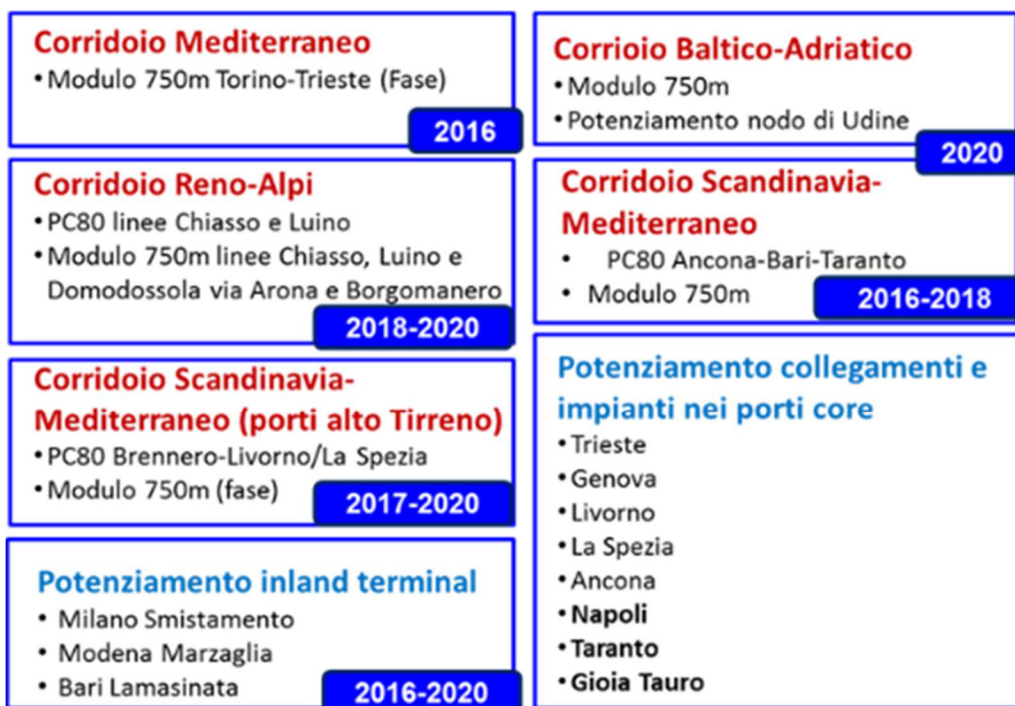 Corridoio Mediterraneo
• Modulo 750m Torino-Trieste (Fase)
2016
Corrioio Baltico-Adriatico
• Modulo 750m
• Potenziamento nodo di Udine
2020
Corridoio Reno-Alpi
• PC80 linee Chiasso e Luino
• Modulo 750m linee Chiasso, Luino e
Domodossola via Arona e Borgomanero
2018-2020
Corridoio Scandinavia-
Mediterraneo
• PC80 Ancona-Bari-Taranto
• Modulo 750m
2016-2018
Corridoio Scandinavia-
Mediterraneo (porti alto Tirreno)
• PC80 Brennero-Livorno/La Spezia
• Modulo 750m (fase)
2017-2020
Potenziamento collegamenti e
impianti nei porti core
• Trieste
• Genova
• Livorno
• La Spezia
• Ancona
• Napoli
• Taranto
• Gioia Tauro
Potenziamento inland terminal
• Milano Smistamento
• Modena Marzaglia
• Bari Lamasinata
2016-2020